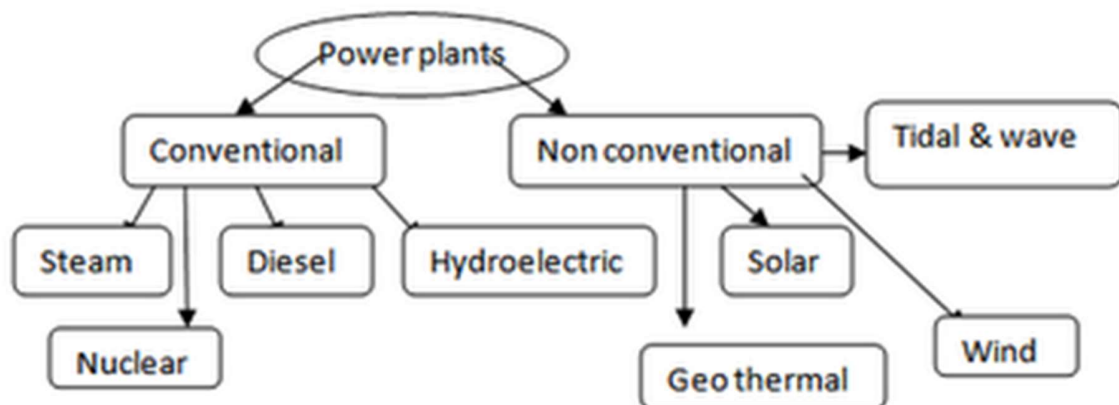 Power plants
Conventional
Non conventional
Tidal & wave
Steam
Diesel
Hydroelectric
Solar
Nuclear
Geo thermal
Wind